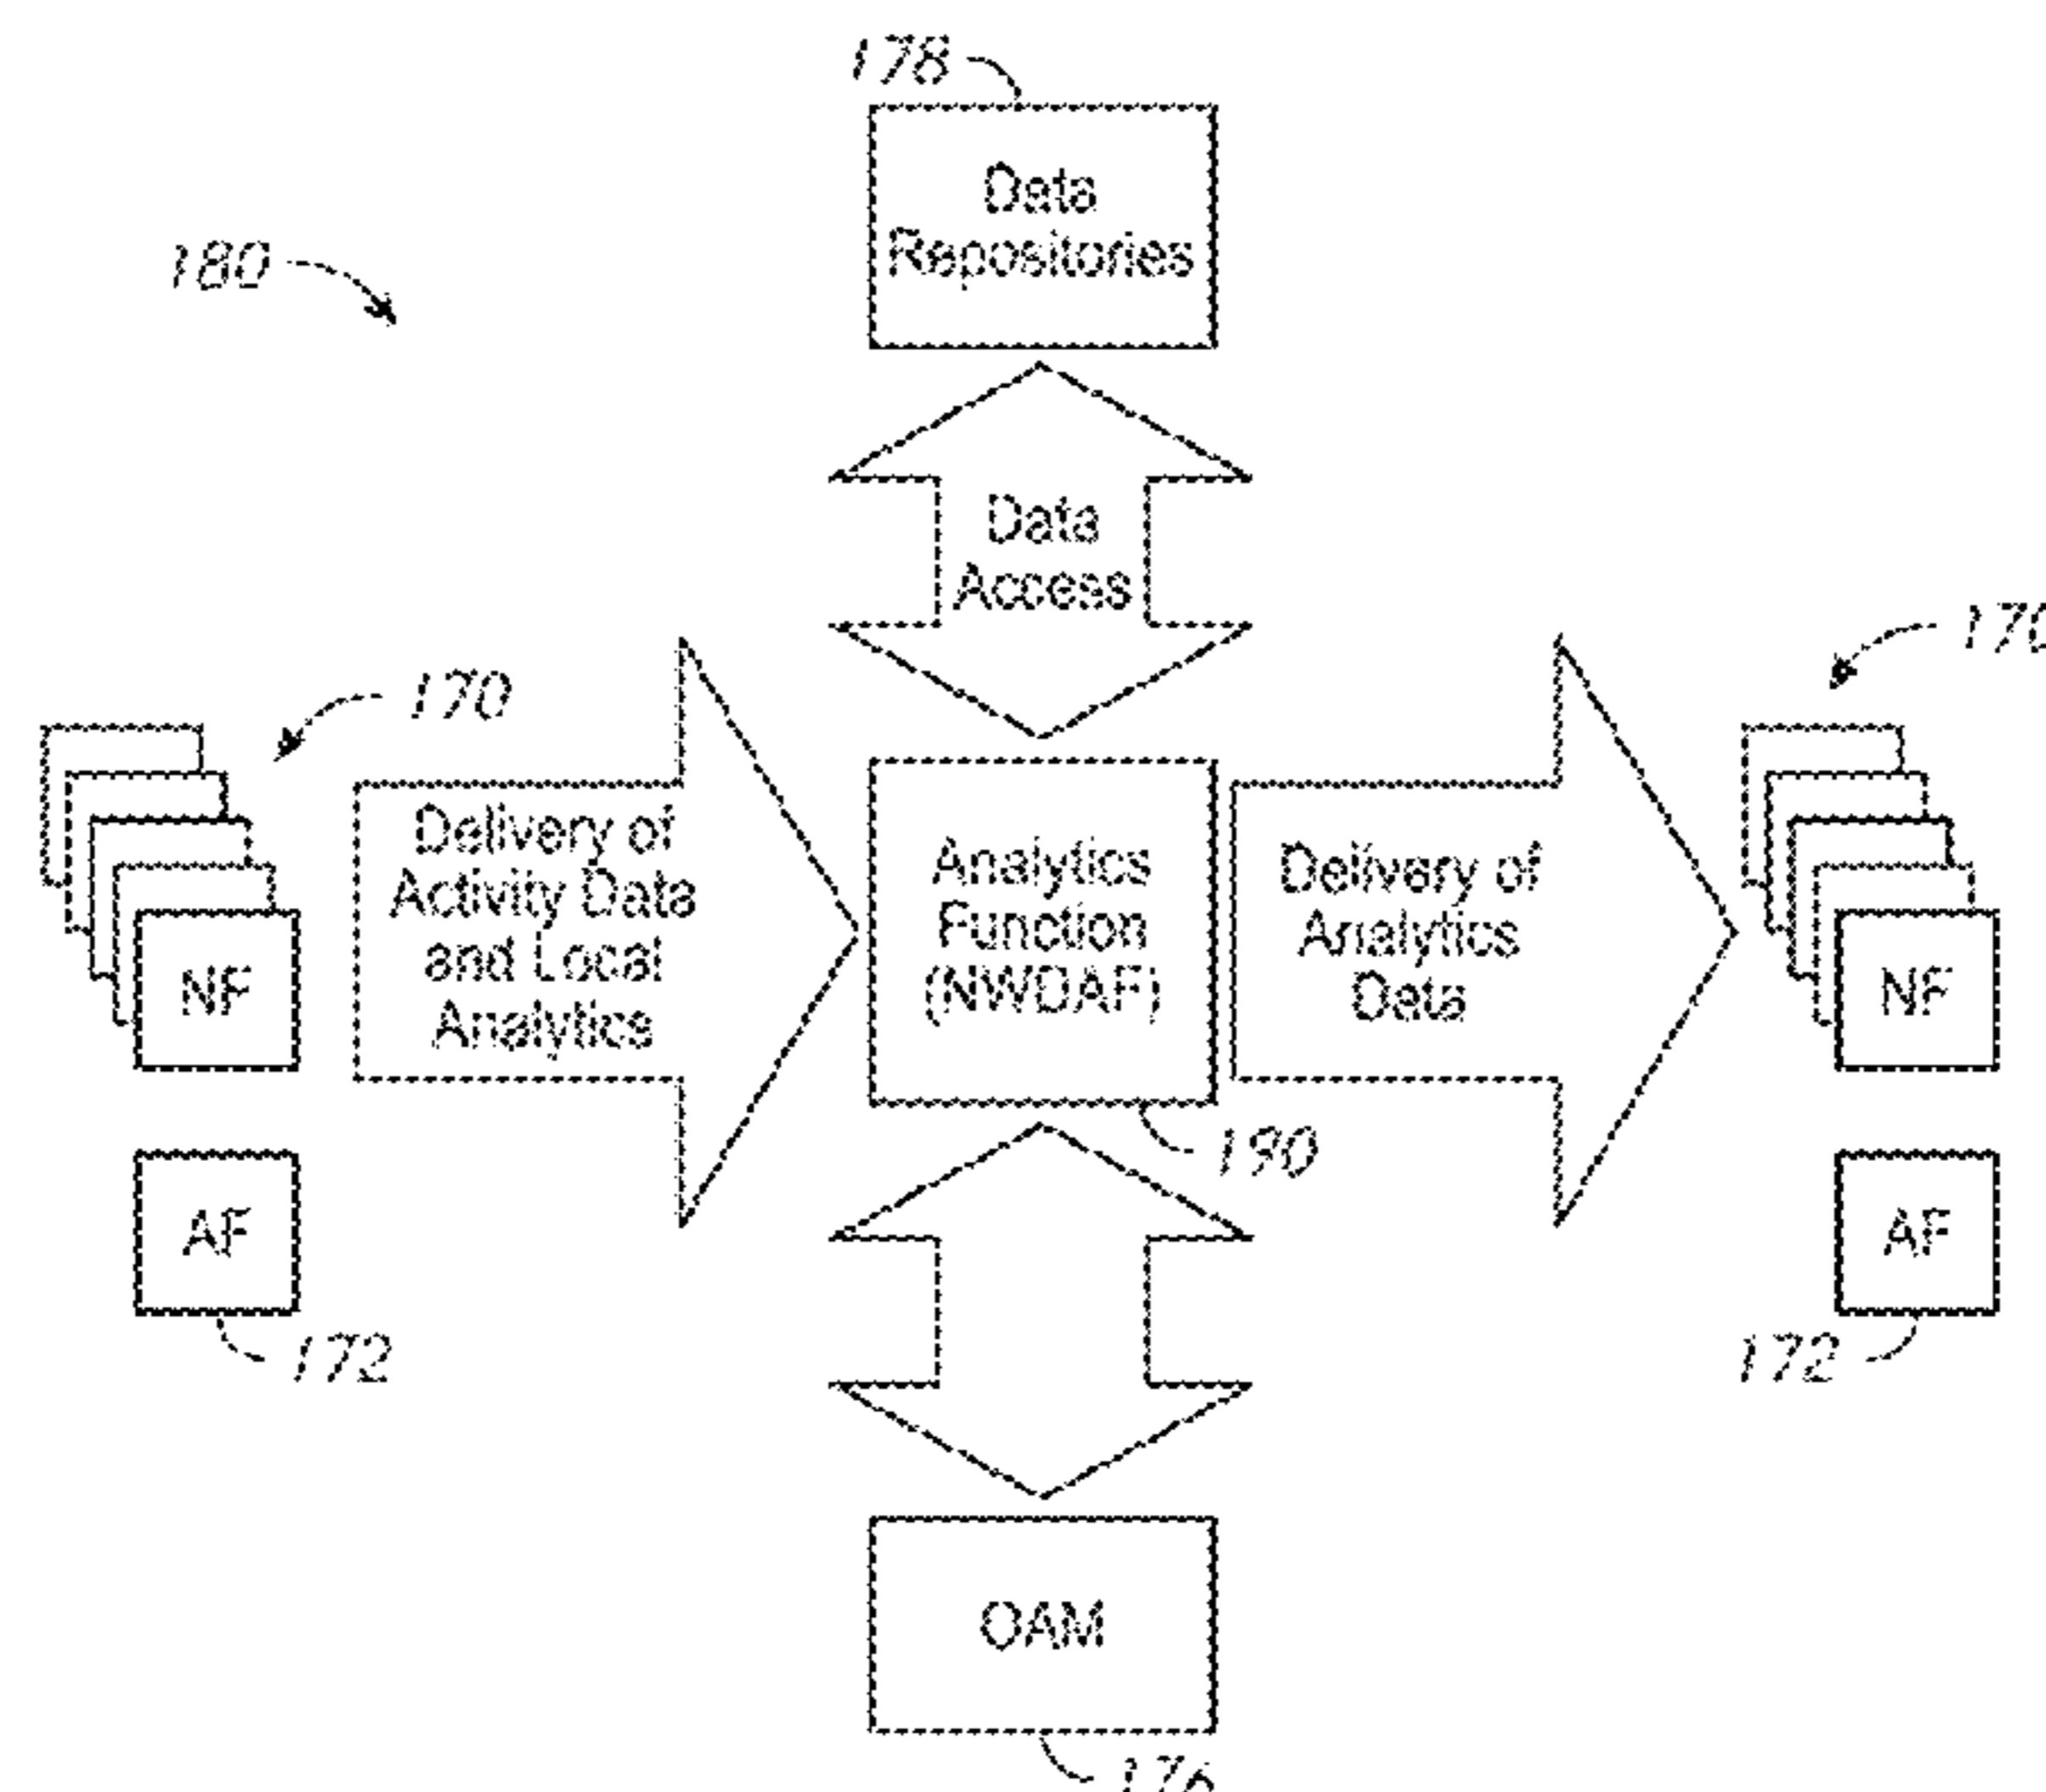 178
Data
Repositories
180
Data
Access
170
170
Delivery of
Activity Data
and Local
Analytics
Analytics
Function
(NWDAF)
Delivery of
Analytics
Data
NF
NF
190
AF
AF
172
172
OAM
176